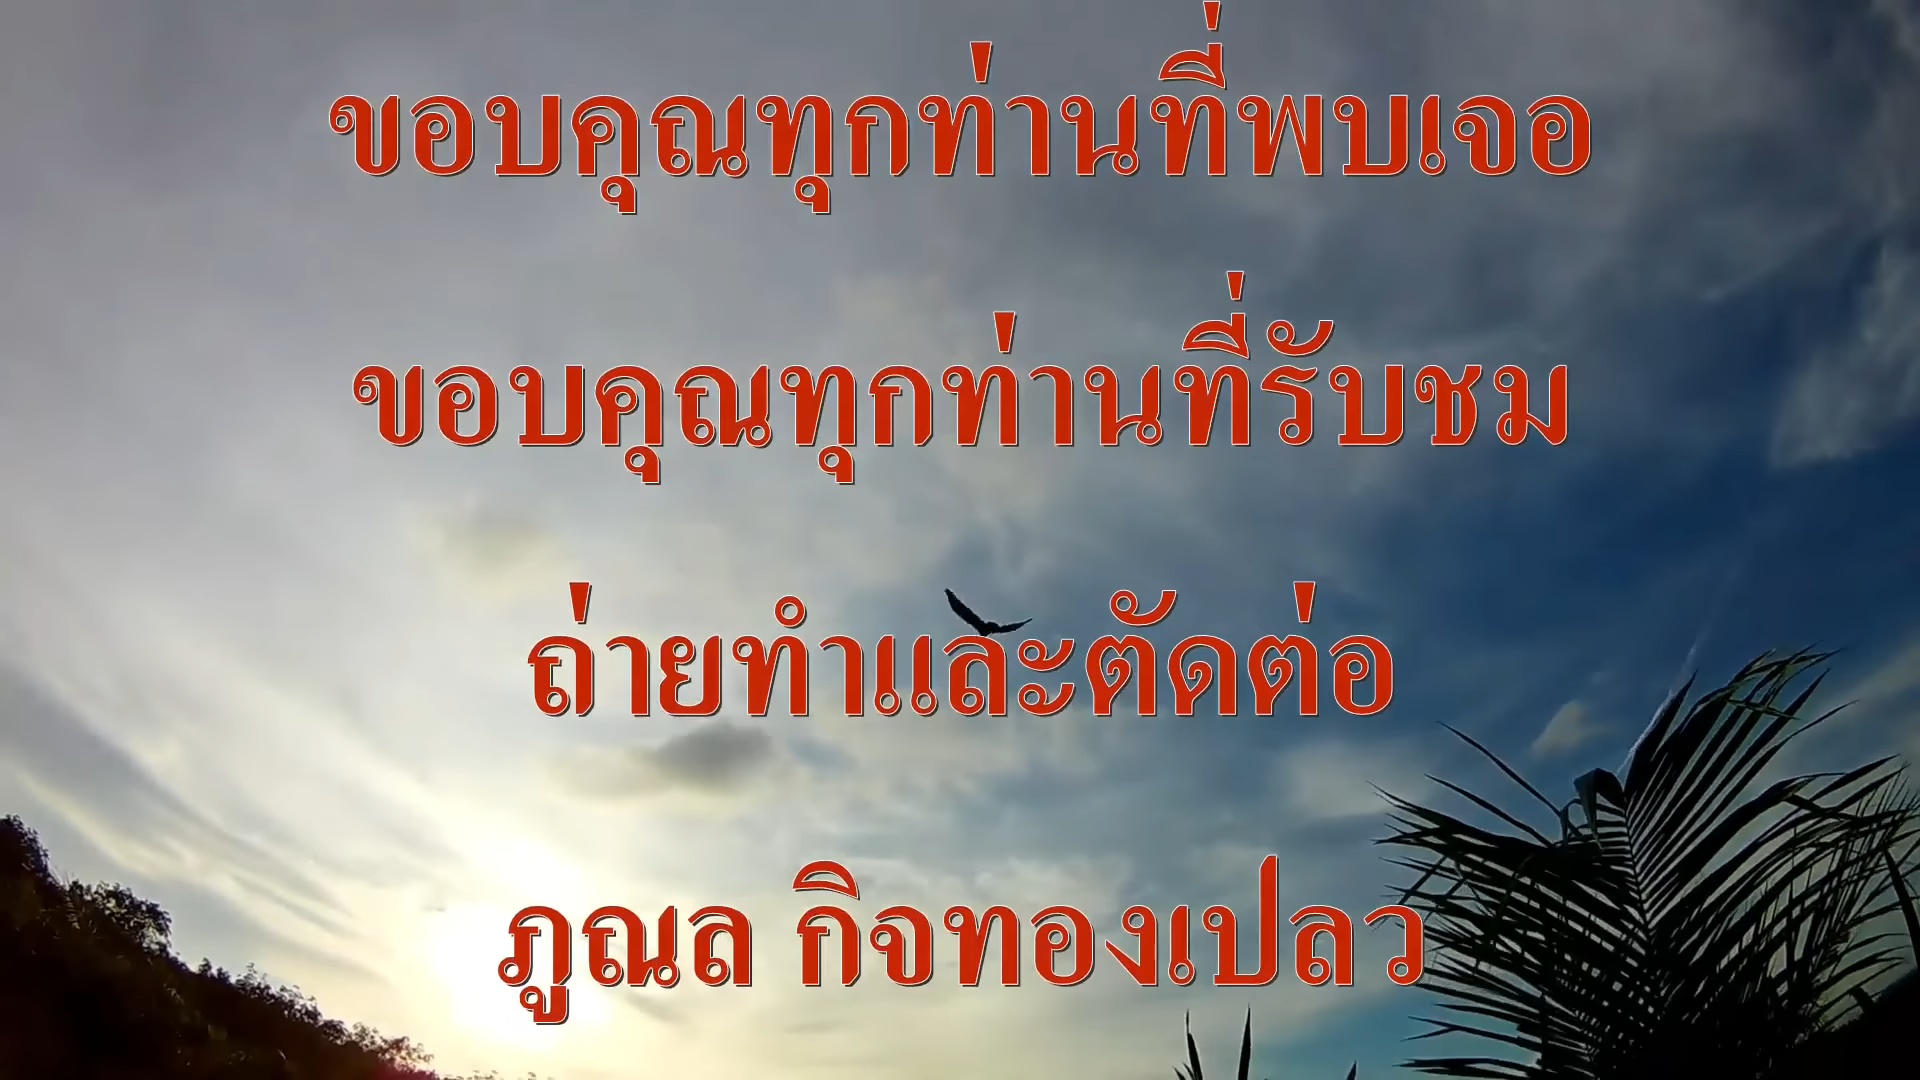 ขอบคุณทุกท่านที่พบเจอ
ขอบคุณทุกท่านที่รับชม
ถ่ายทำและตัดต่อ
ภูณล กิจทองเปลว